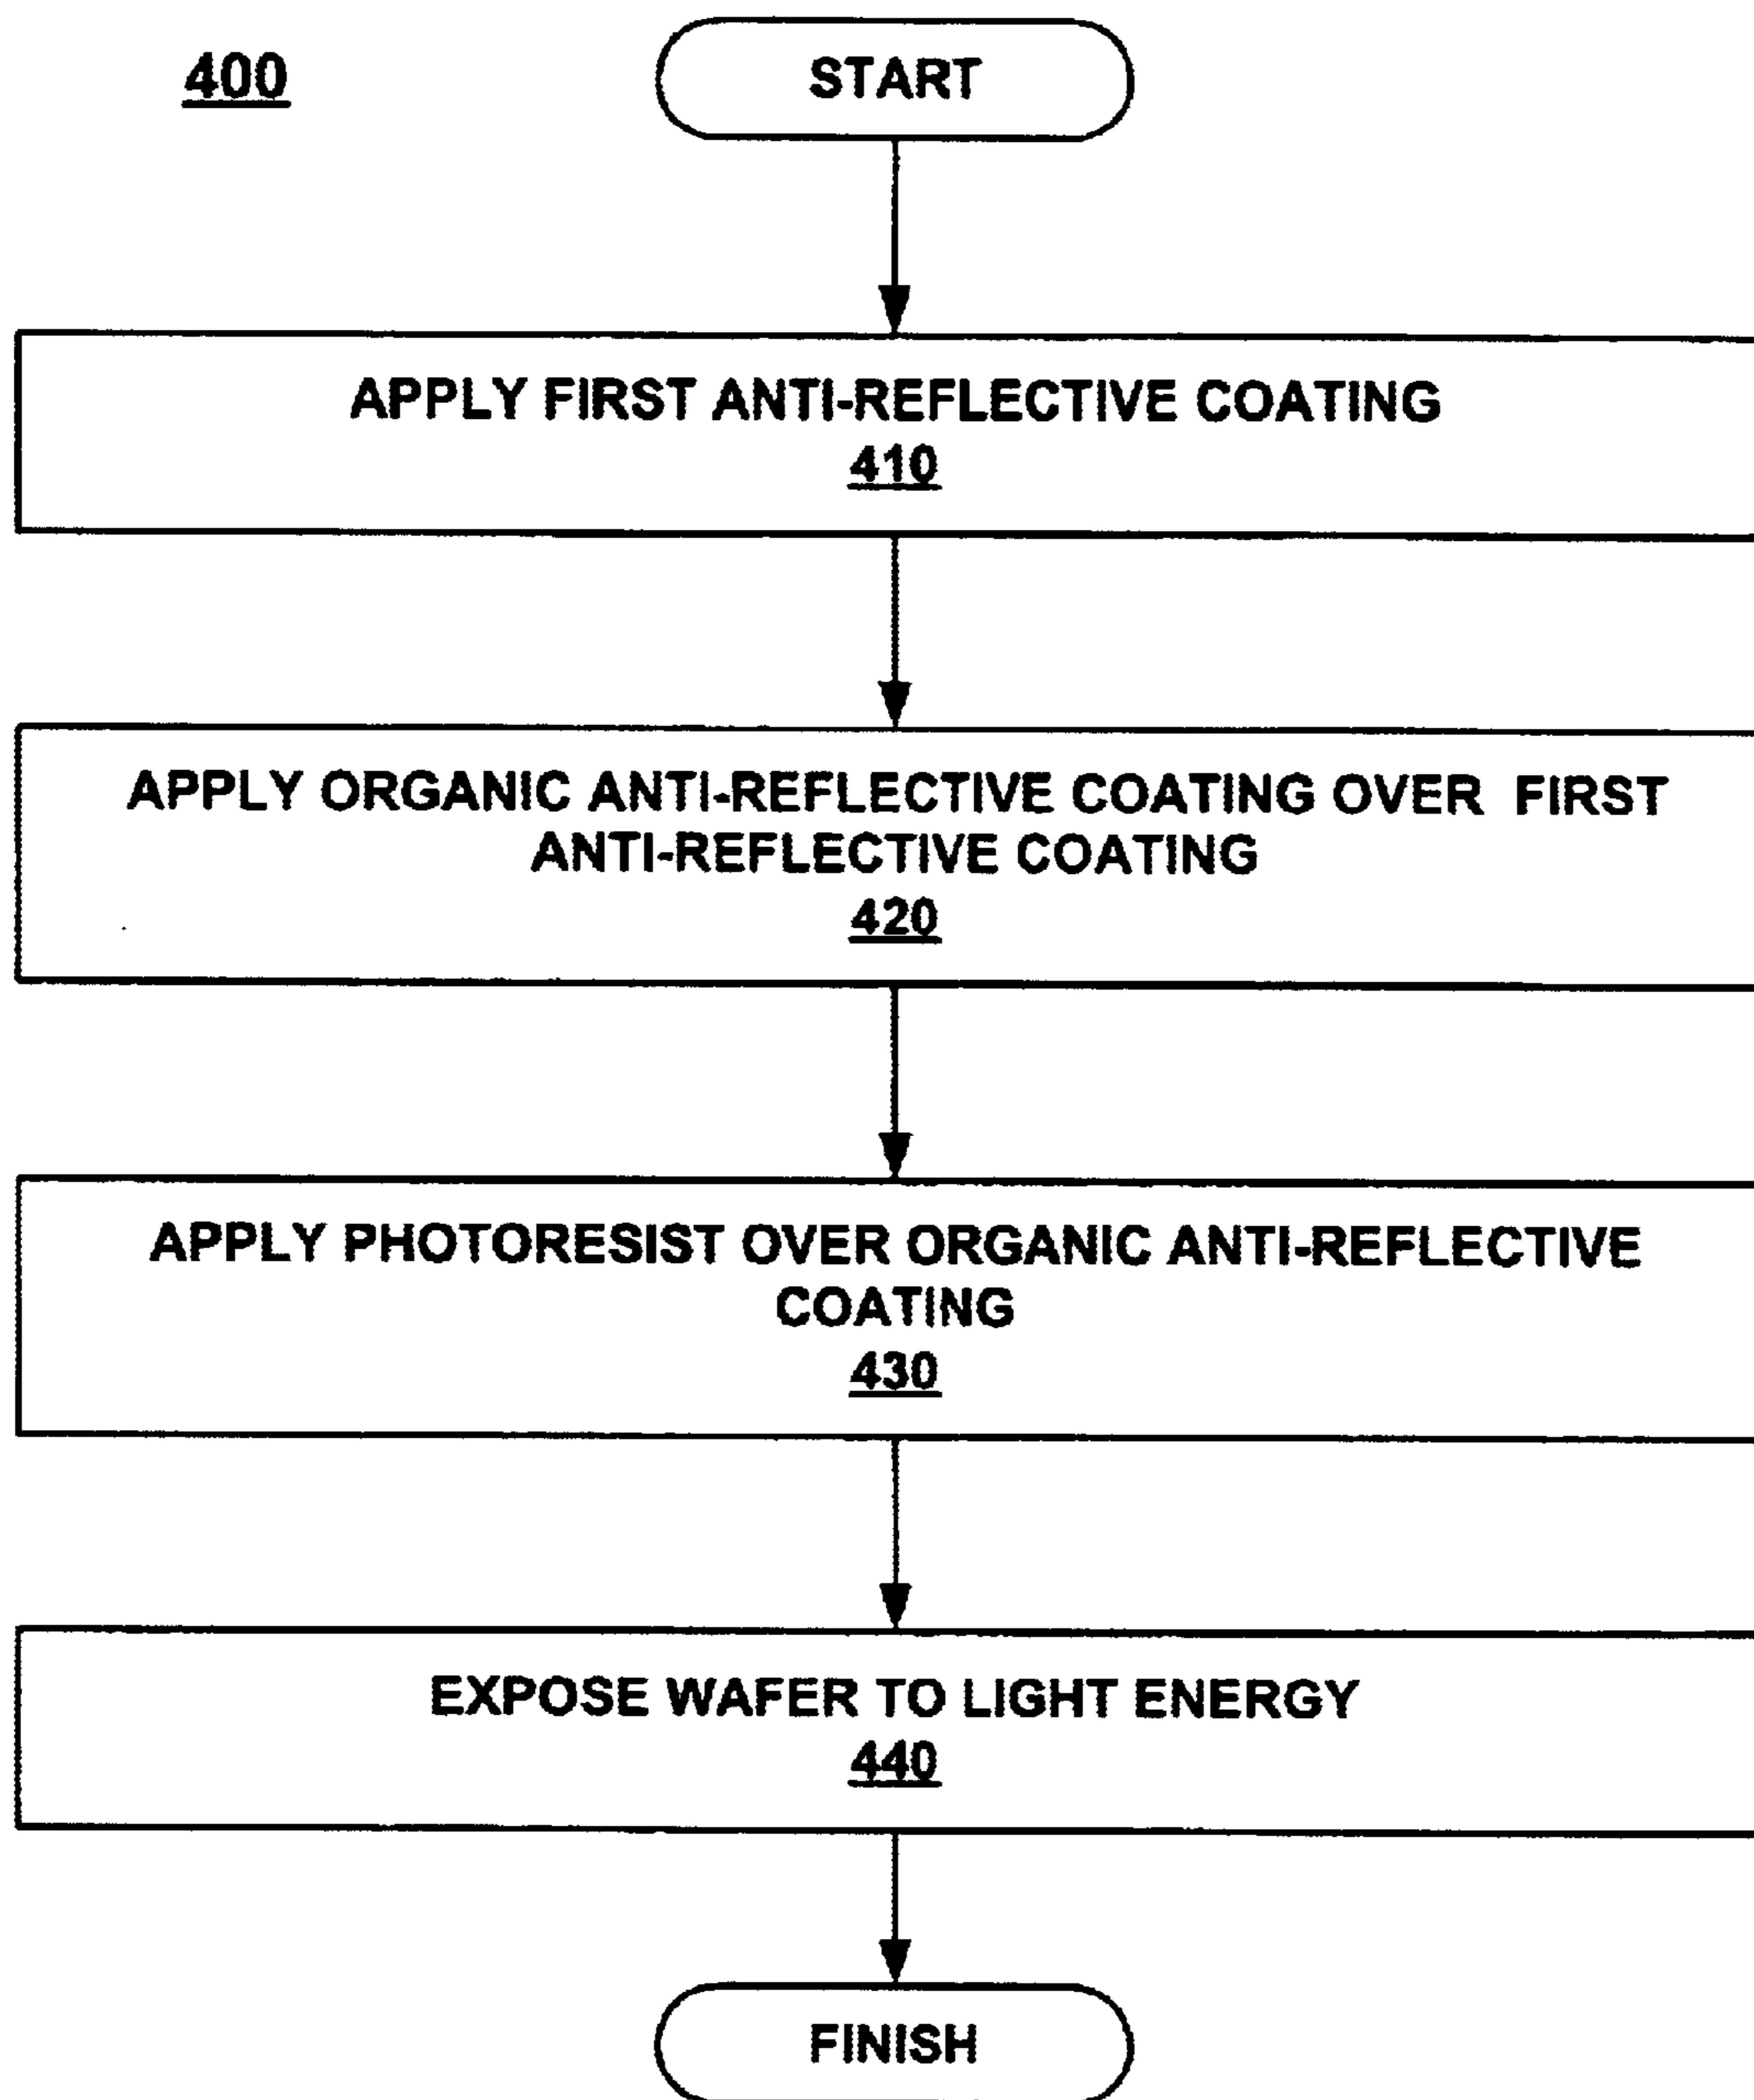 400
START
APPLY FIRST ANTI-REFLECTIVE COATING
410
APPLY ORGANIC ANTI-REFLECTIVE COATING OVER FIRST
ANTI-REFLECTIVE COATING
420
APPLY PHOTORESIST OVER ORGANIC ANTI-REFLECTIVE
COATING
430
EXPOSE WAFER TO LIGHT ENERGY
440
FINISH